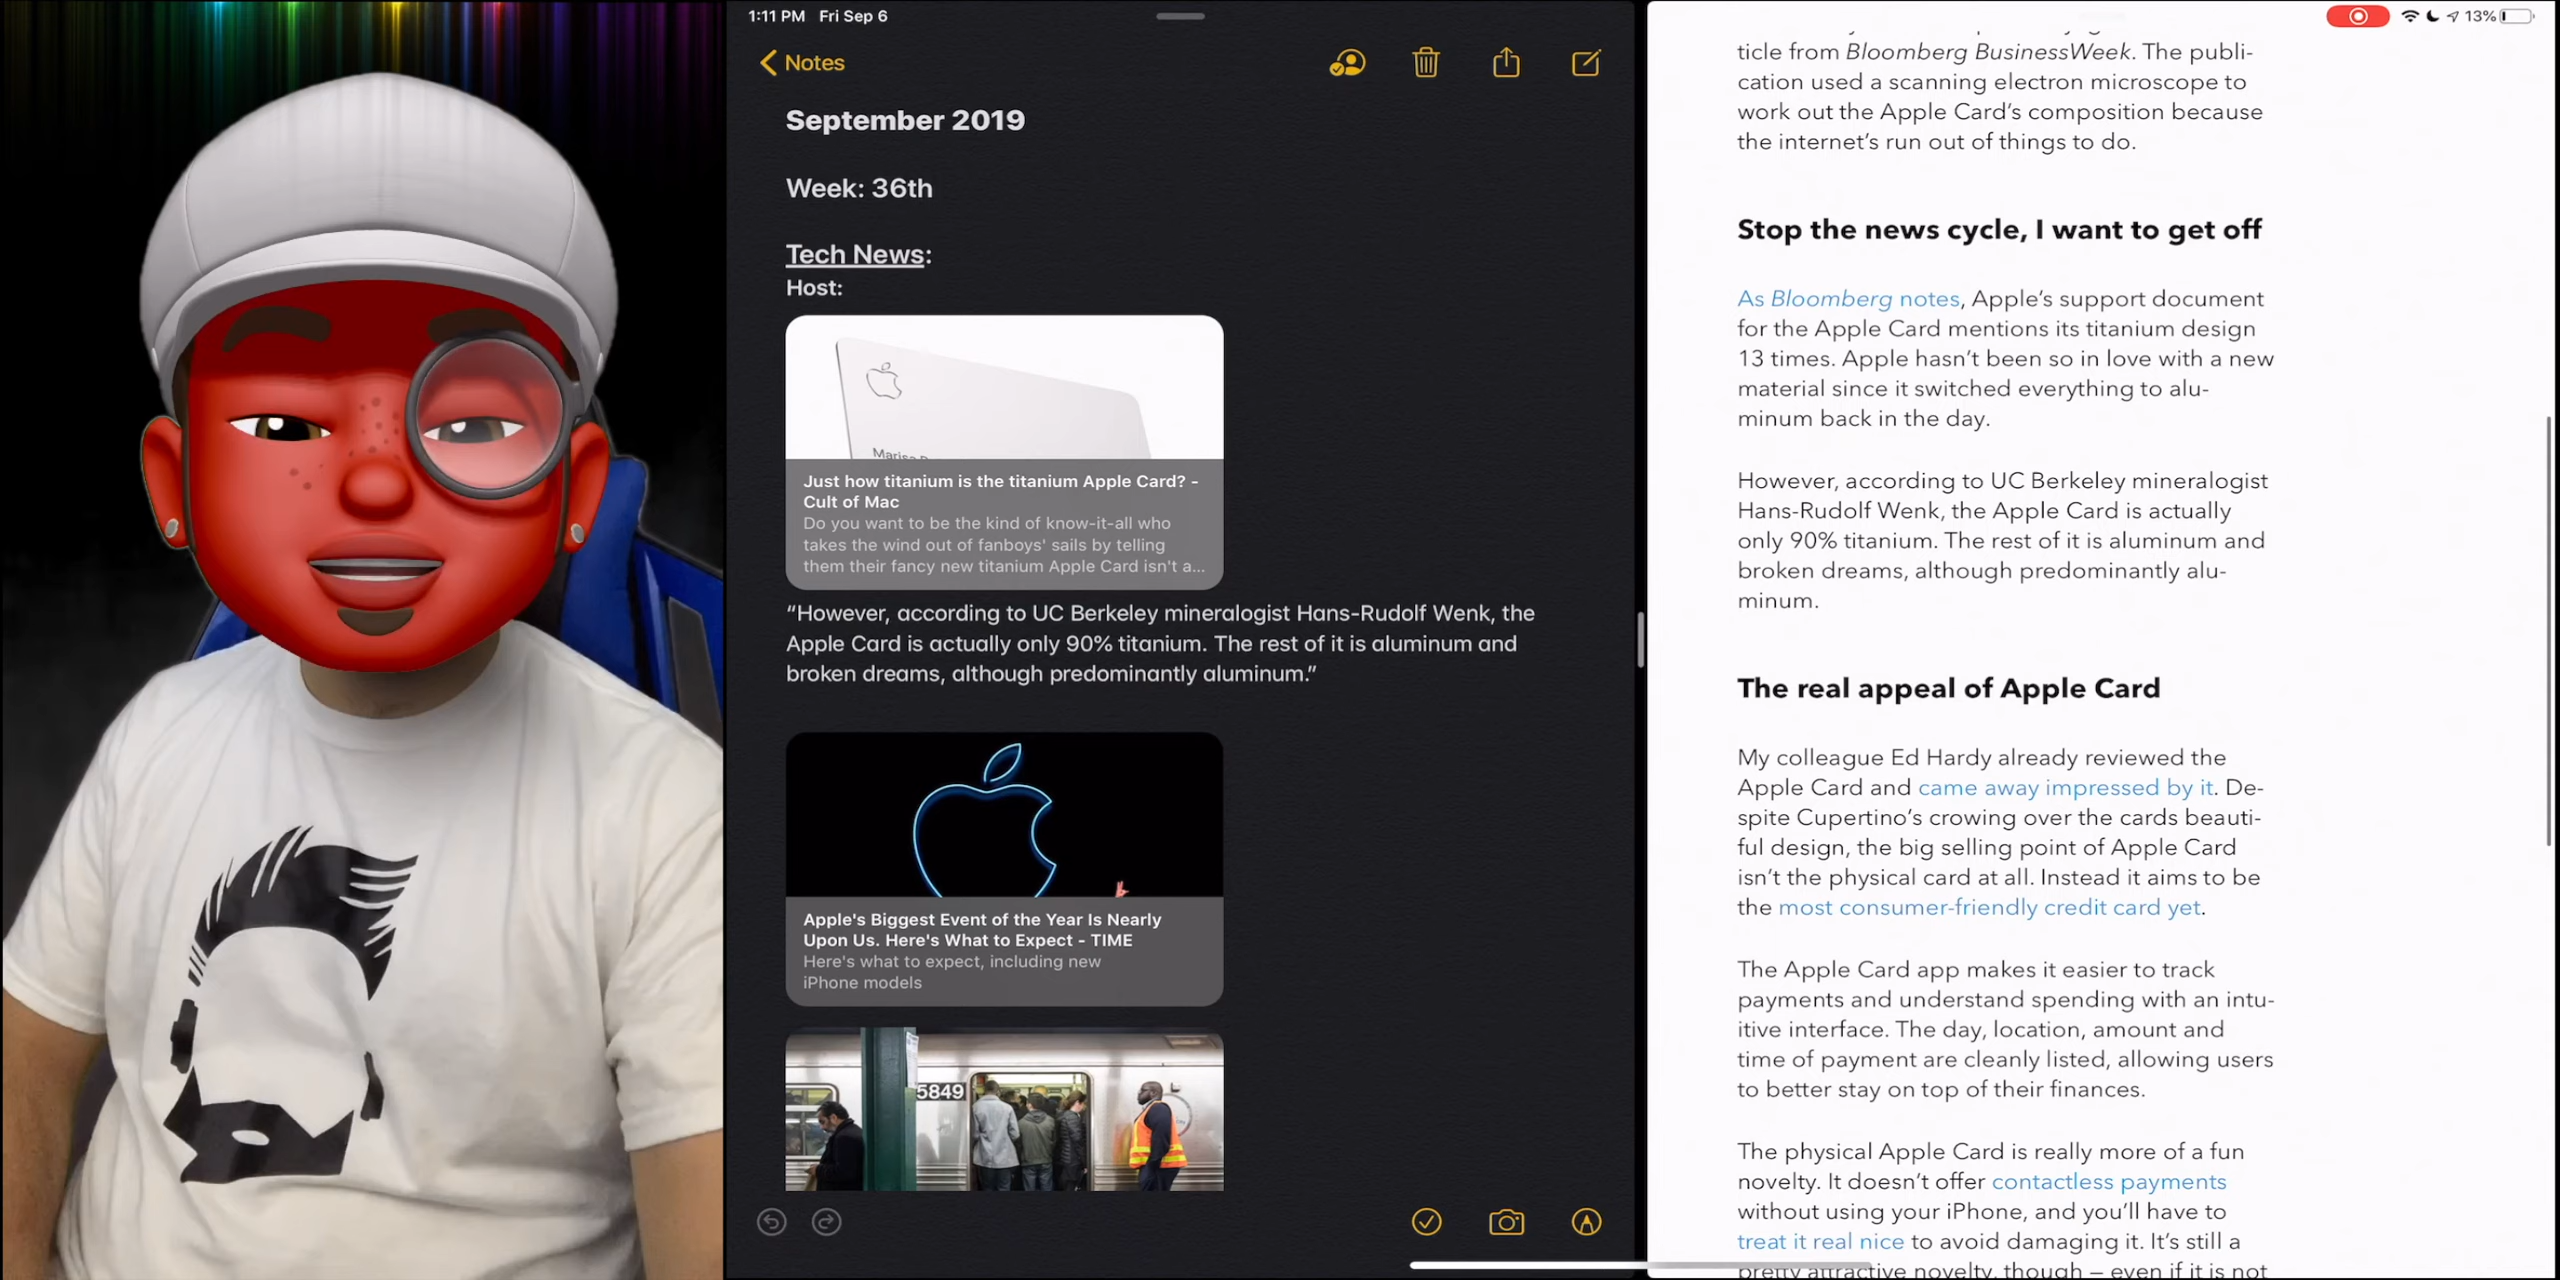 1:11 PM Fri Sep 6
13%
Notes
September 2019
Week: 36th
Tech News:
Host:
Just how titanium is the titanium Apple Card? -
Cult of Mac
Do you want to be the kind of know-it-all who
takes the wind out of fanboys' sails by telling
them their fancy new titanium Apple Card isn't a...
“However, according to UC Berkeley mineralogist Hans-Rudolf Wenk, the
Apple Card is actually only 90% titanium. The rest of it is aluminum and
broken dreams, although predominantly aluminum.”
Apple's Biggest Event of the Year Is Nearly
Upon Us. Here's What to Expect - TIME
Here's what to expect, including new
iPhone models
5849
ticle from Bloomberg BusinessWeek. The publi-
cation used a scanning electron microscope to
work out the Apple Card’s composition because
the internet’s run out of things to do.
Stop the news cycle, I want to get off
As Bloomberg notes, Apple’s support document
for the Apple Card mentions its titanium design
13 times. Apple hasn’t been so in love with a new
material since it switched everything to alu-
minum back in the day.
However, according to UC Berkeley mineralogist
Hans-Rudolf Wenk, the Apple Card is actually
only 90% titanium. The rest of it is aluminum and
broken dreams, although predominantly alu-
minum.
The real appeal of Apple Card
My colleague Ed Hardy already reviewed the
Apple Card and came away impressed by it. De-
spite Cupertino’s crowing over the cards beauti-
ful design, the big selling point of Apple Card
isn’t the physical card at all. Instead it aims to be
the most consumer-friendly credit card yet.
The Apple Card app makes it easier to track
payments and understand spending with an intu-
itive interface. The day, location, amount and
time of payment are cleanly listed, allowing users
to better stay on top of their finances.
The physical Apple Card is really more of a fun
novelty. It doesn’t offer contactless payments
without using your iPhone, and you’ll have to
treat it real nice to avoid damaging it. It’s still a
pretty attractive novelty, though – even if it is not